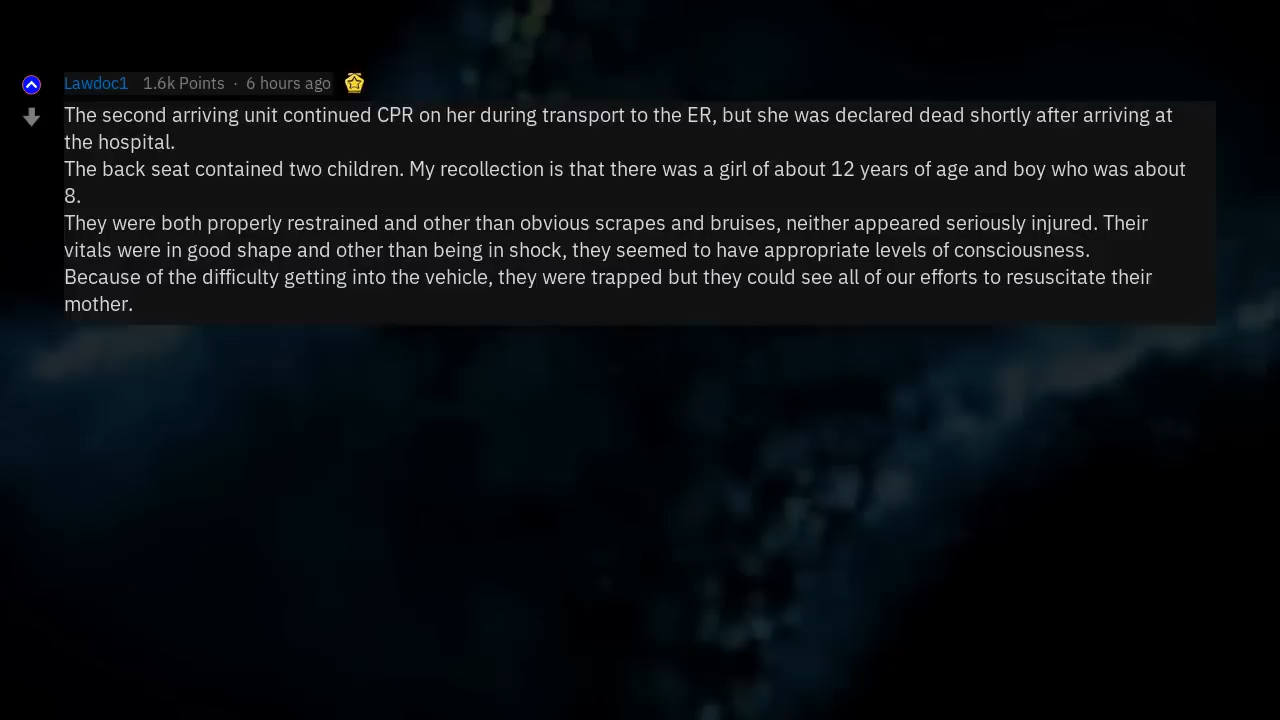 Lawdoc1 1.6k Points · 6 hours ago
The second arriving unit continued CPR on her during transport to the ER, but she was declared dead shortly after arriving at
the hospital.
The back seat contained two children. My recollection is that there was a girl of about 12 years of age and boy who was about
8.
They were both properly restrained and other than obvious scrapes and bruises, neither appeared seriously injured. Their
vitals were in good shape and other than being in shock, they seemed to have appropriate levels of consciousness.
Because of the difficulty getting into the vehicle, they were trapped but they could see all of our efforts to resuscitate their
mother.